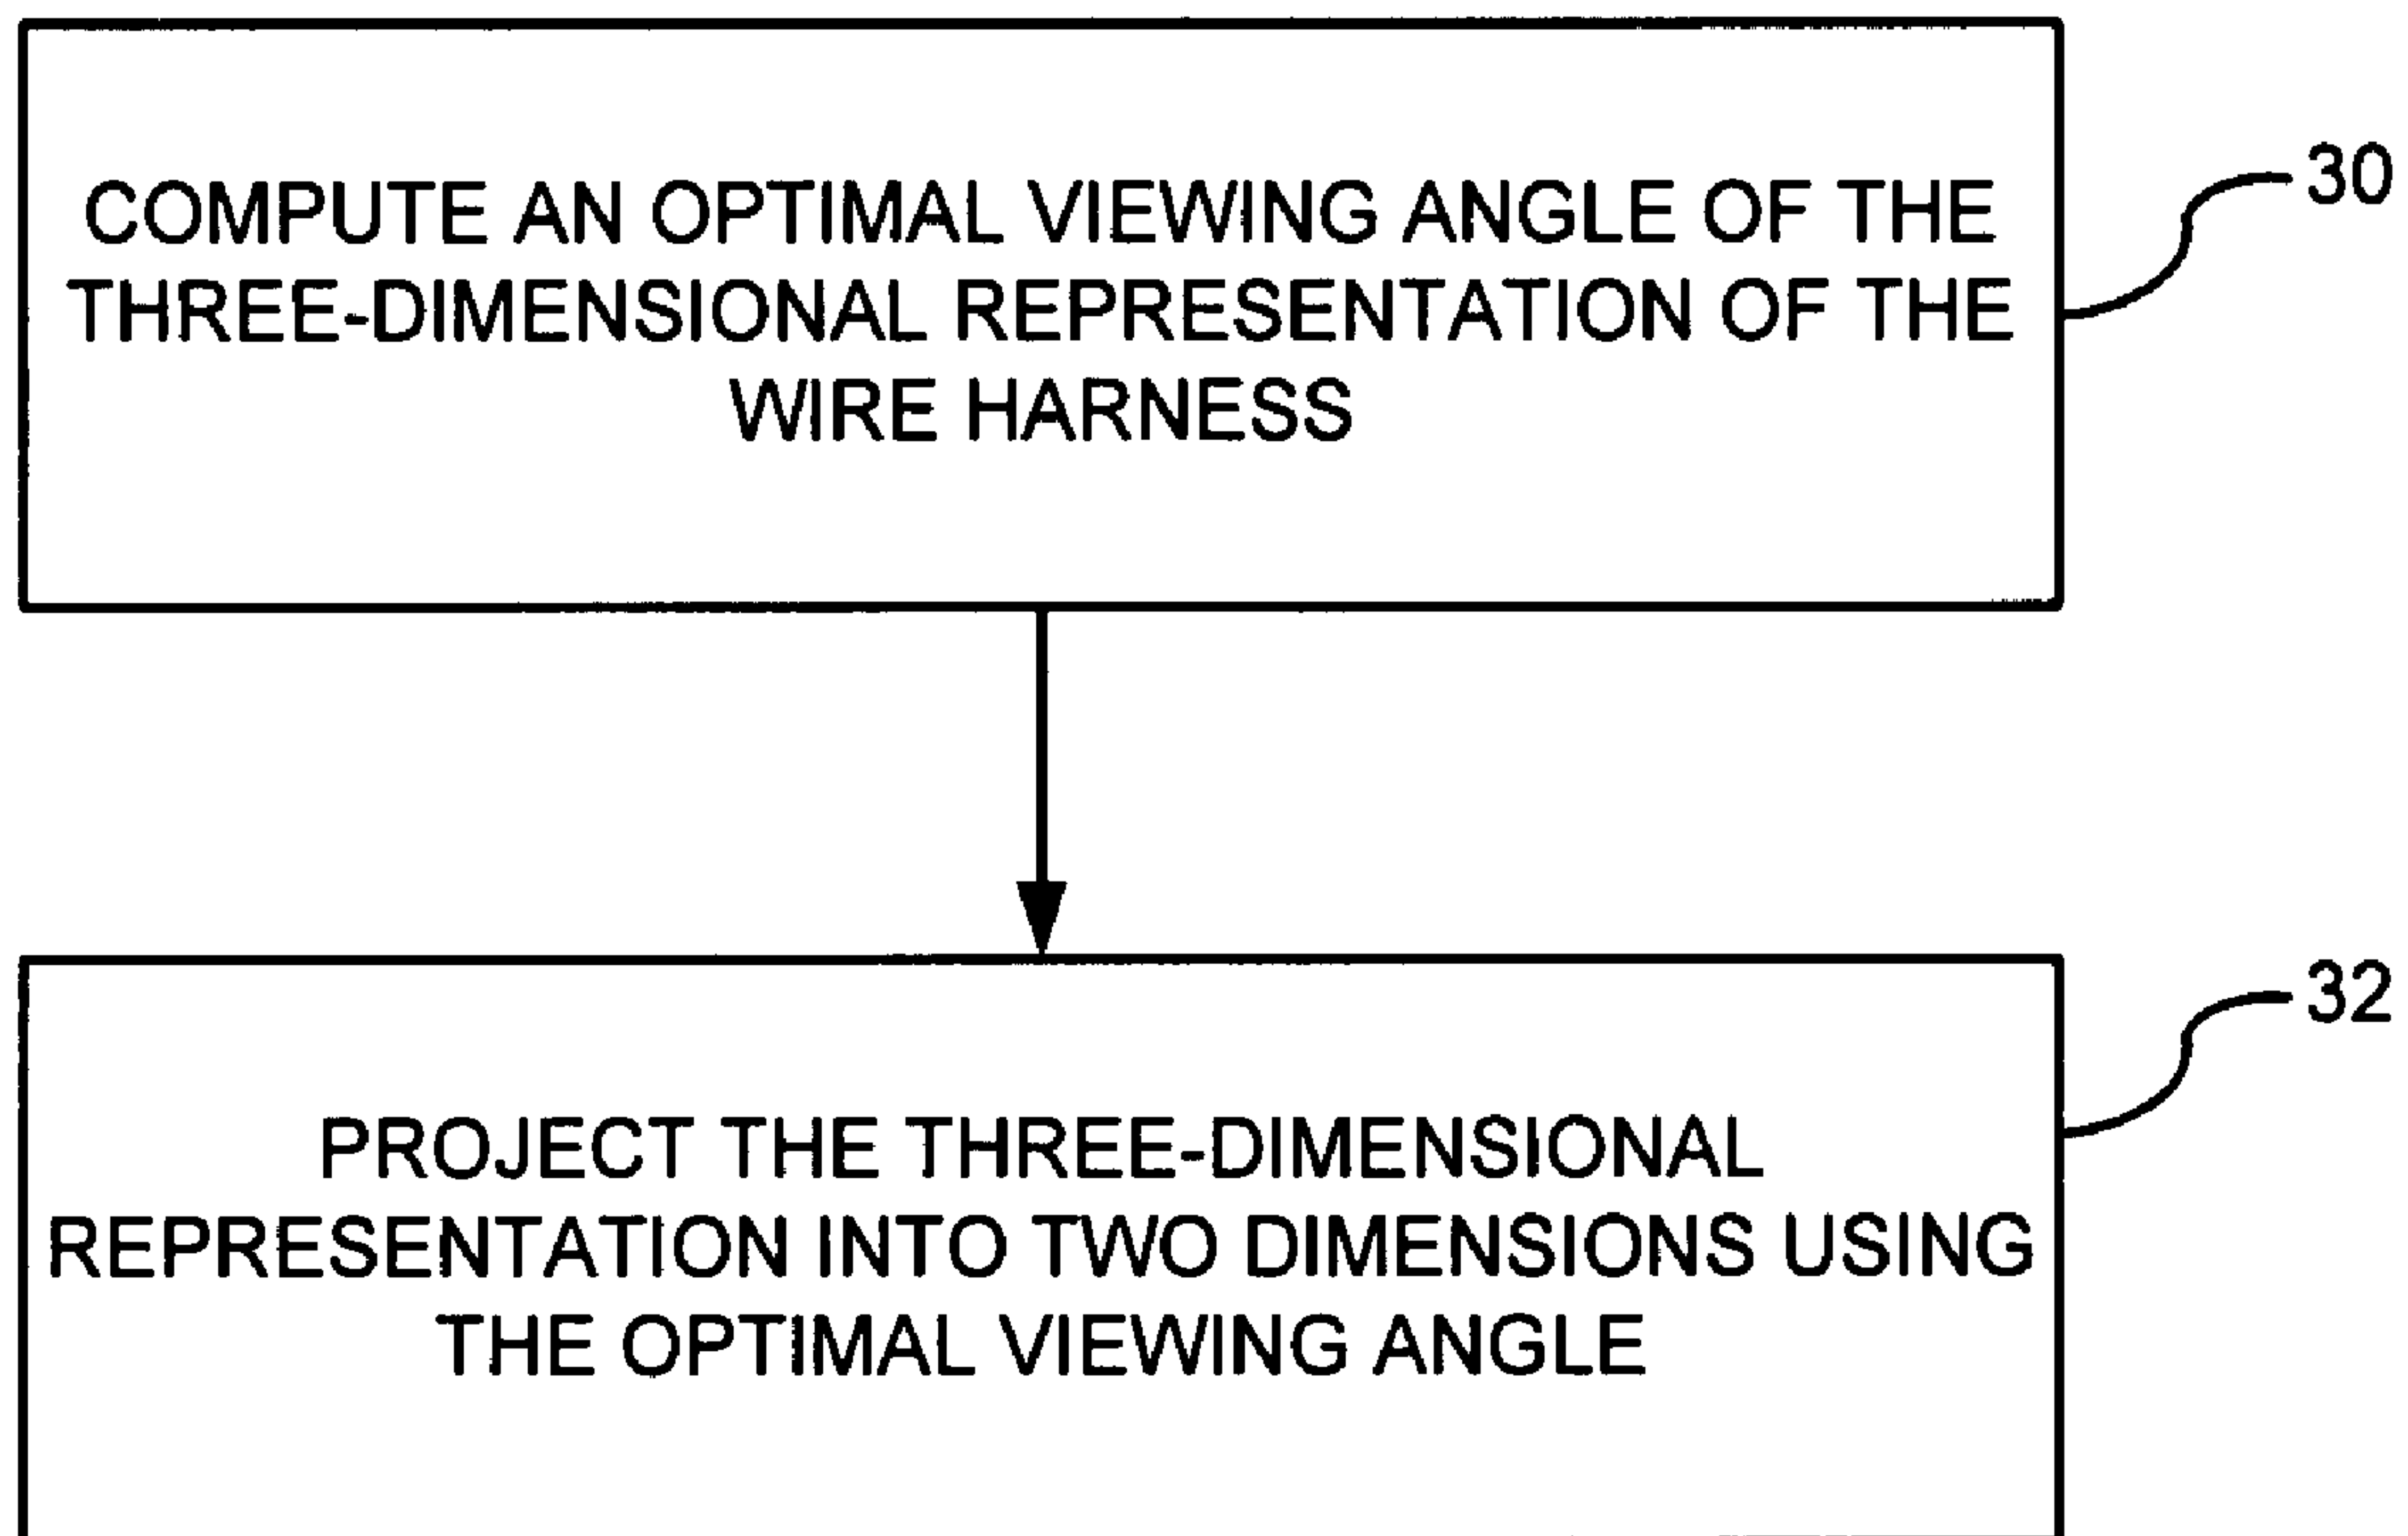 COMPUTE AN OPTIMAL VIEWING ANGLE OF THE
THREE-DIMENSIONAL REPRESENTATION OF THE
WIRE HARNESS
30
PROJECT THE THREE-DIMENSIONAL
REPRESENTATION INTO TWO DIMENSIONS USING
THE OPTIMAL VIEWING ANGLE
32